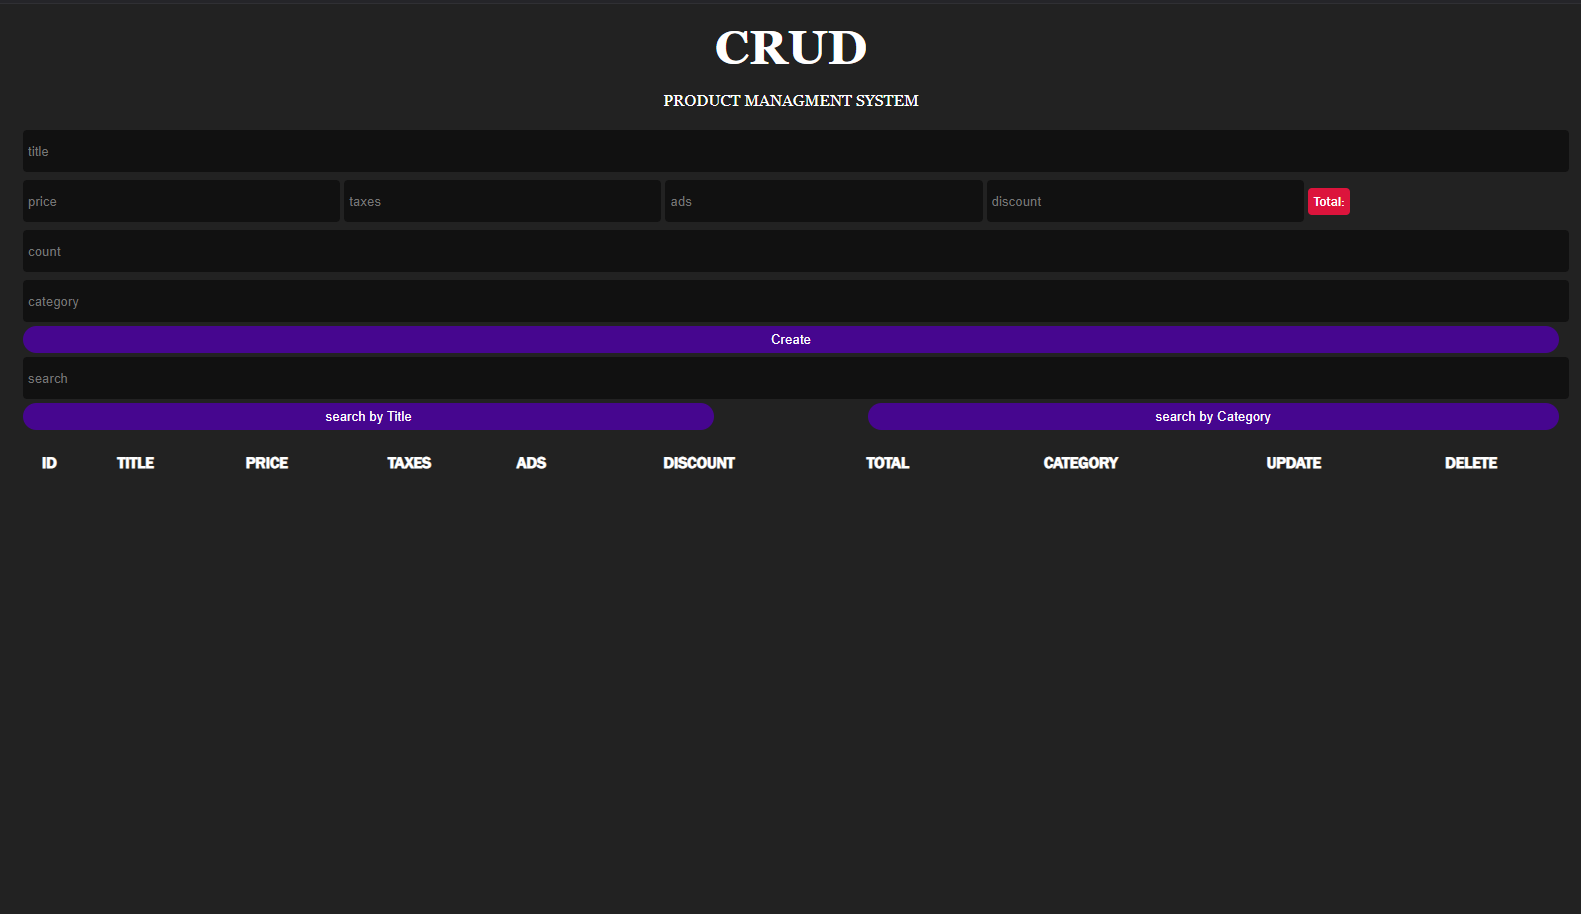 CRUD
PRODUCT MANAGMENT SYSTEM
title
price taxes ads discount Total:
count
category
Create
search
search by Title search by Category
ID TITLE PRICE TAXES ADS DISCOUNT TOTAL CATEGORY UPDATE DELETE